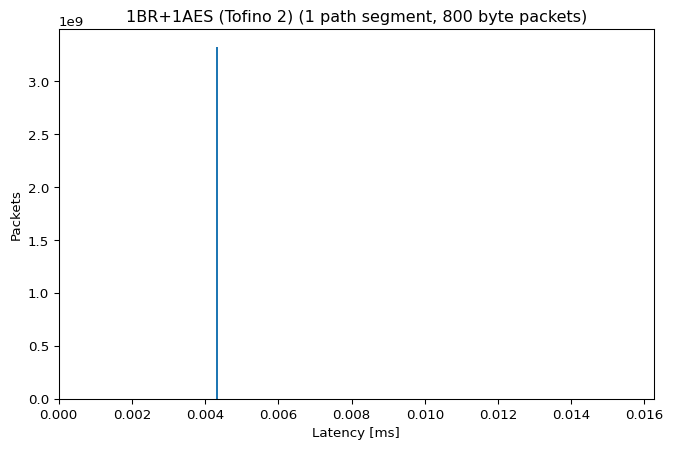 1BR+1AES (Tofino 2) (1 path segment, 800 byte packets)
1e9
3.0
2.5
2.0
1.5
1.0
0.5
0.0
Packets
0.000 0.002 0.004 0.006 0.008 0.010 0.012 0.014 0.016
Latency [ms]